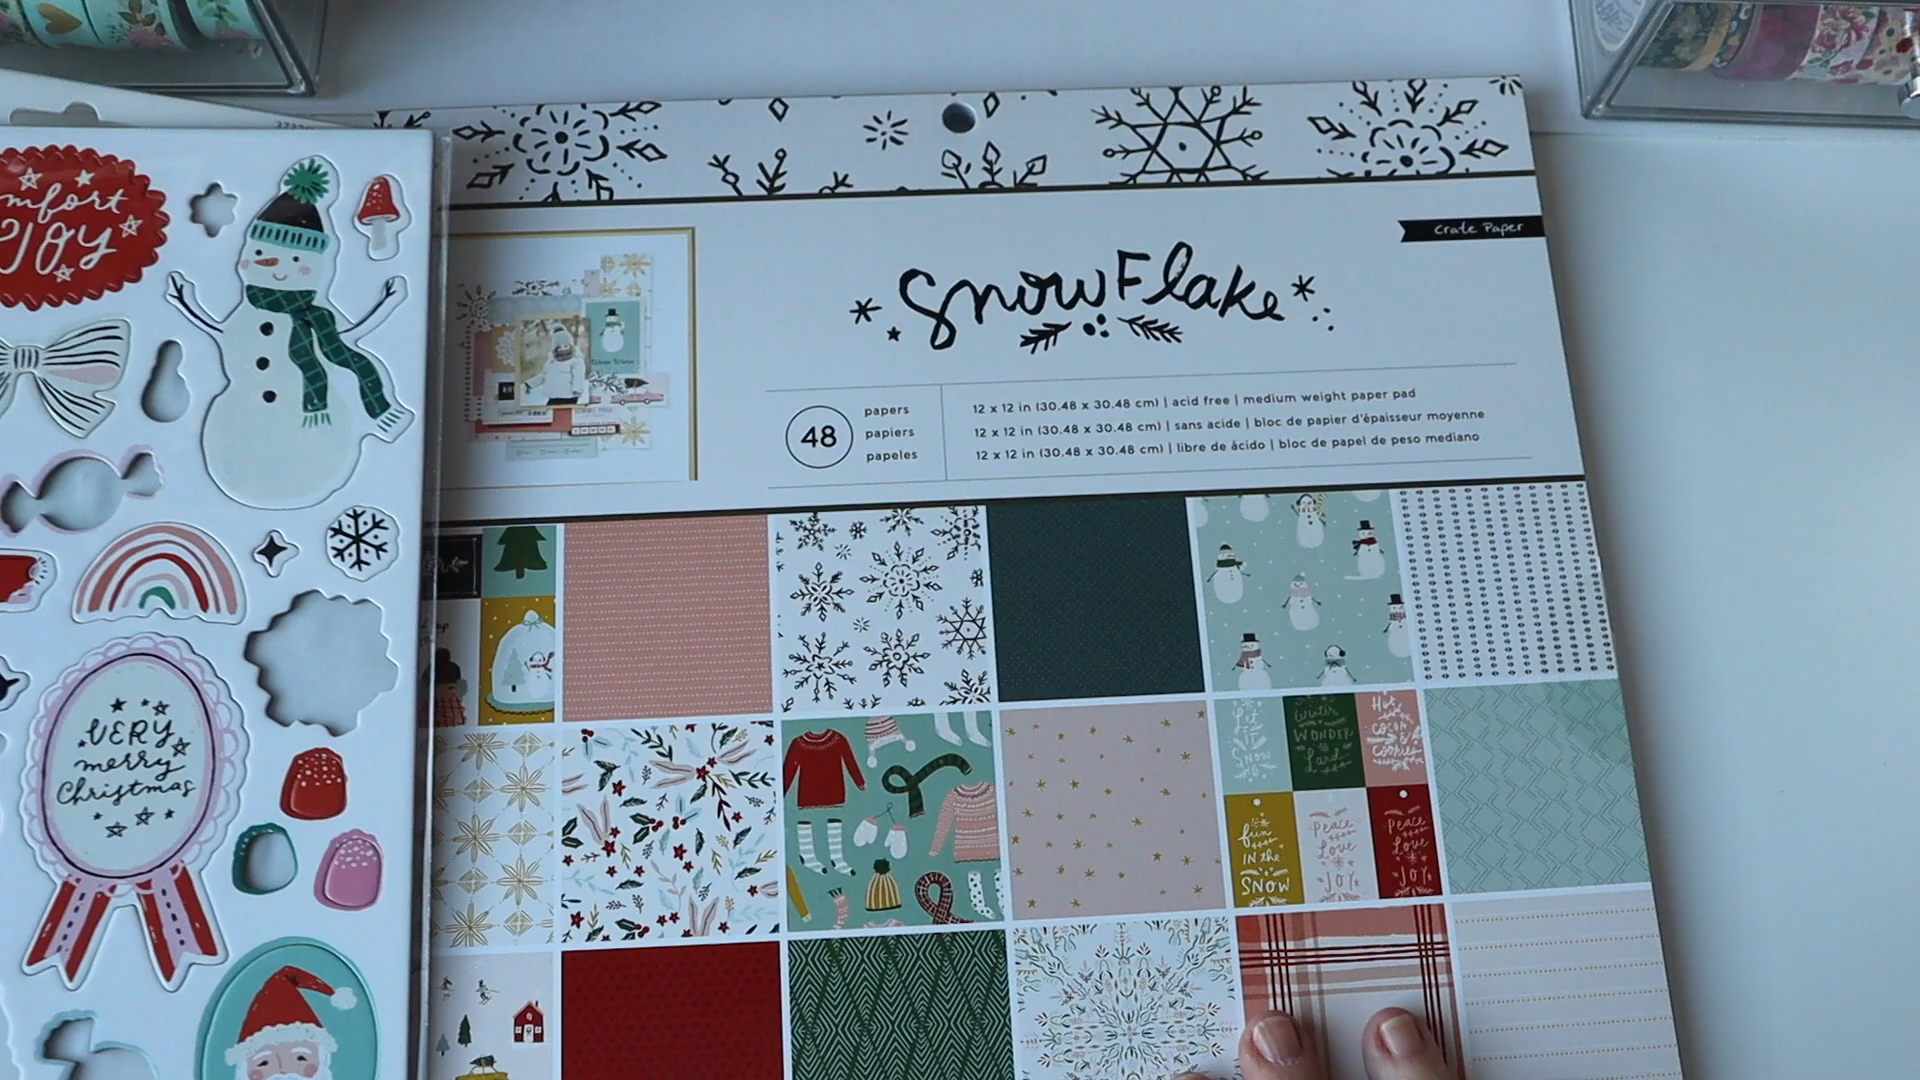 mfort
JOY
VERY
merry
Christmas
Crate Paper
SnowFlake
48
papers
papiers
papeles
12 x 12 in (30.48 x 30.48 cm) | acid free | medium weight paper pad
12 x 12 in (30.48 x 30.48 cm) | sans acide | bloc de papier d'épaisseur moyenne
12 x 12 in (30.48 x 30.48 cm) | libre de ácido | bloc de papel de peso mediano
Let
IT
Snow
Winter
WONDER
Land
Hot
COCOA
&
Cookies
fun
IN the
SNOW
Peace
Love
JOY
Peace
Love
JOY